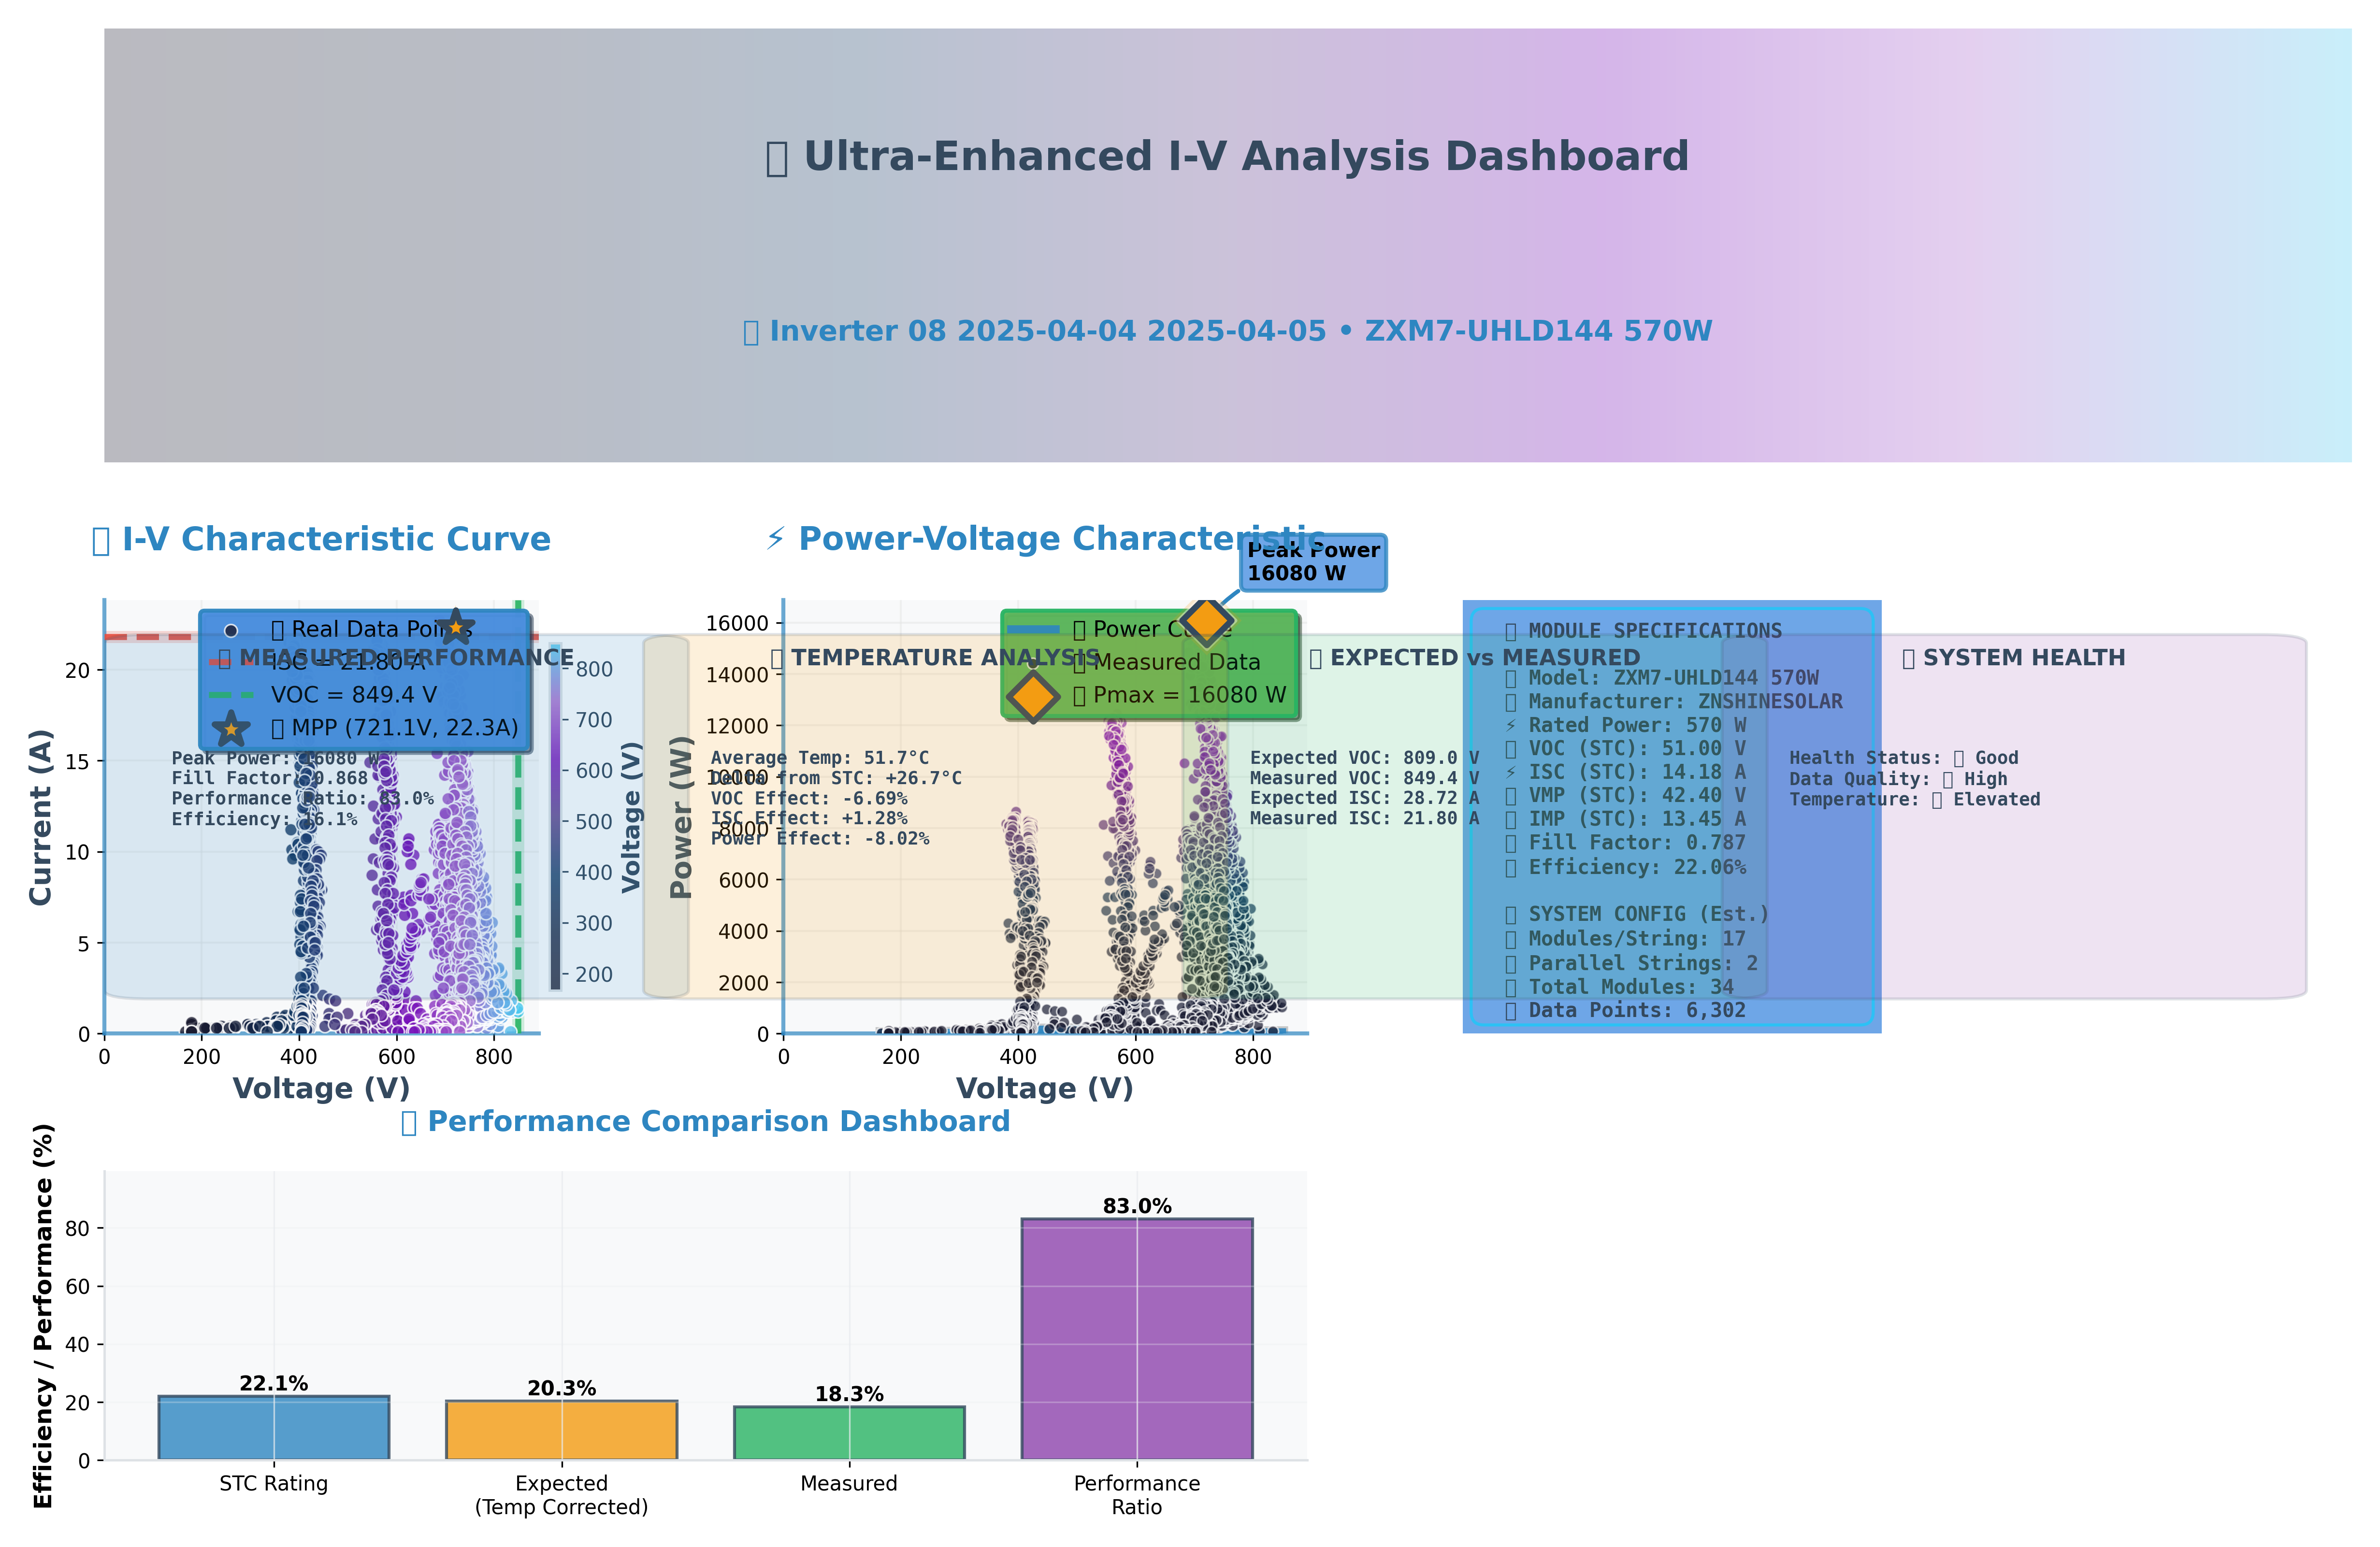 Ultra-Enhanced I-V Analysis Dashboard
Inverter 08 2025-04-04 2025-04-05 • ZXM7-UHLD144 570W
I-V Characteristic Curve
Real Data Points
ISC = 21.80 A
VOC = 849.4 V
MPP (721.1V, 22.3A)
Current (A)
20
15
10
5
0
0 200 400 600 800
Voltage (V)
800
700
600
500
400
300
200
Voltage (V)
MEASURED PERFORMANCE
Peak Power: 16080 W
Fill Factor: 0.868
Performance Ratio: 83.0%
Efficiency: 16.1%
⚡ Power-Voltage Characteristic
Peak Power
16080 W
Power Curve
Measured Data
Pmax = 16080 W
Power (W)
16000
14000
12000
10000
8000
6000
4000
2000
0
0 200 400 600 800
Voltage (V)
TEMPERATURE ANALYSIS
Average Temp: 51.7°C
Delta from STC: +26.7°C
VOC Effect: -6.69%
ISC Effect: +1.28%
Power Effect: -8.02%
EXPECTED vs MEASURED
Expected VOC: 809.0 V
Measured VOC: 849.4 V
Expected ISC: 28.72 A
Measured ISC: 21.80 A
MODULE SPECIFICATIONS
Model: ZXM7-UHLD144 570W
Manufacturer: ZNSHINESOLAR
⚡ Rated Power: 570 W
VOC (STC): 51.00 V
⚡ ISC (STC): 14.18 A
VMP (STC): 42.40 V
IMP (STC): 13.45 A
Fill Factor: 0.787
Efficiency: 22.06%
SYSTEM CONFIG (Est.)
Modules/String: 17
Parallel Strings: 2
Total Modules: 34
Data Points: 6,302
SYSTEM HEALTH
Health Status: Good
Data Quality: High
Temperature: Elevated
Performance Comparison Dashboard
Efficiency / Performance (%)
80
60
40
20
0
22.1%
20.3%
18.3%
83.0%
STC Rating
Expected
(Temp Corrected)
Measured
Performance
Ratio